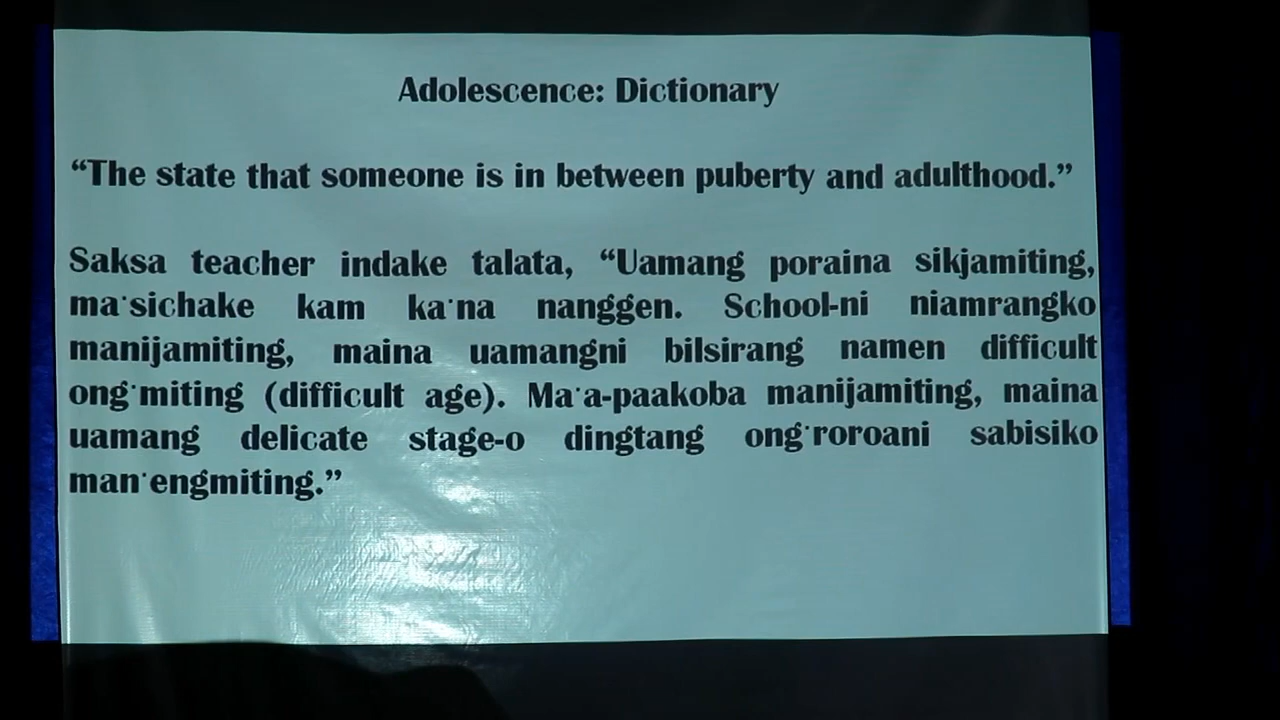 Adolescence: Dictionary
“The state that someone is in between puberty and adulthood.”
Saksa teacher indake talata, “Uamang poraina sikjamiting,
ma·sichake kam ka·na nanggen. School-ni niamrangko
manijamiting, maina uamangni bilsirang namen difficult
ong·miting (difficult age). Ma·a-paakoba manijamiting, maina
uamang delicate stage-o dingtang ong·roroani sabisiko
man·engmiting.”